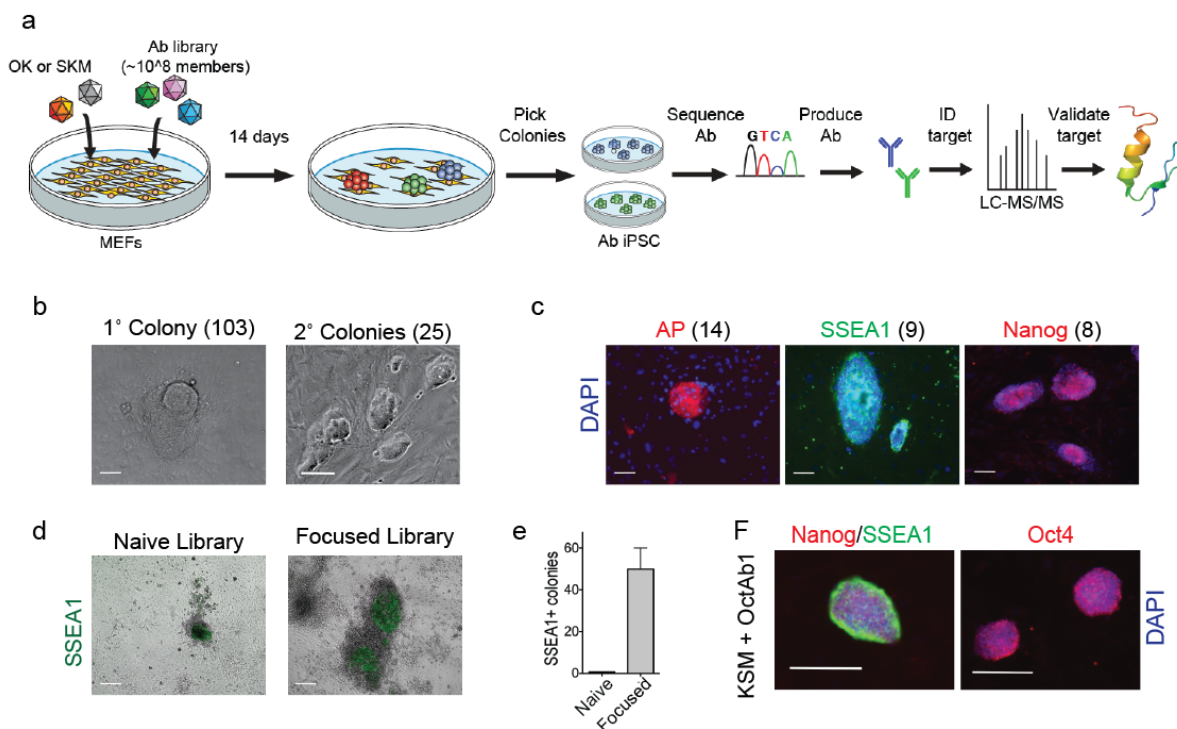 a
OK or SKM
Ab library
(~10^8 members)
MEFs
14 days
Pick
Colonies
Ab iPSC
Sequence
Ab
GTCA
Produce
Ab
ID
target
LC-MS/MS
Validate
target
b
1° Colony (103)
2° Colonies (25)
c
AP (14)
SSEA1 (9)
Nanog (8)
DAPI
d
Naive Library
Focused Library
SSEA1
e
SSEA1+ colonies
60
40
20
0
Naive
Focused
F
Nanog/SSEA1
Oct4
KSM + OctAb1
DAPI